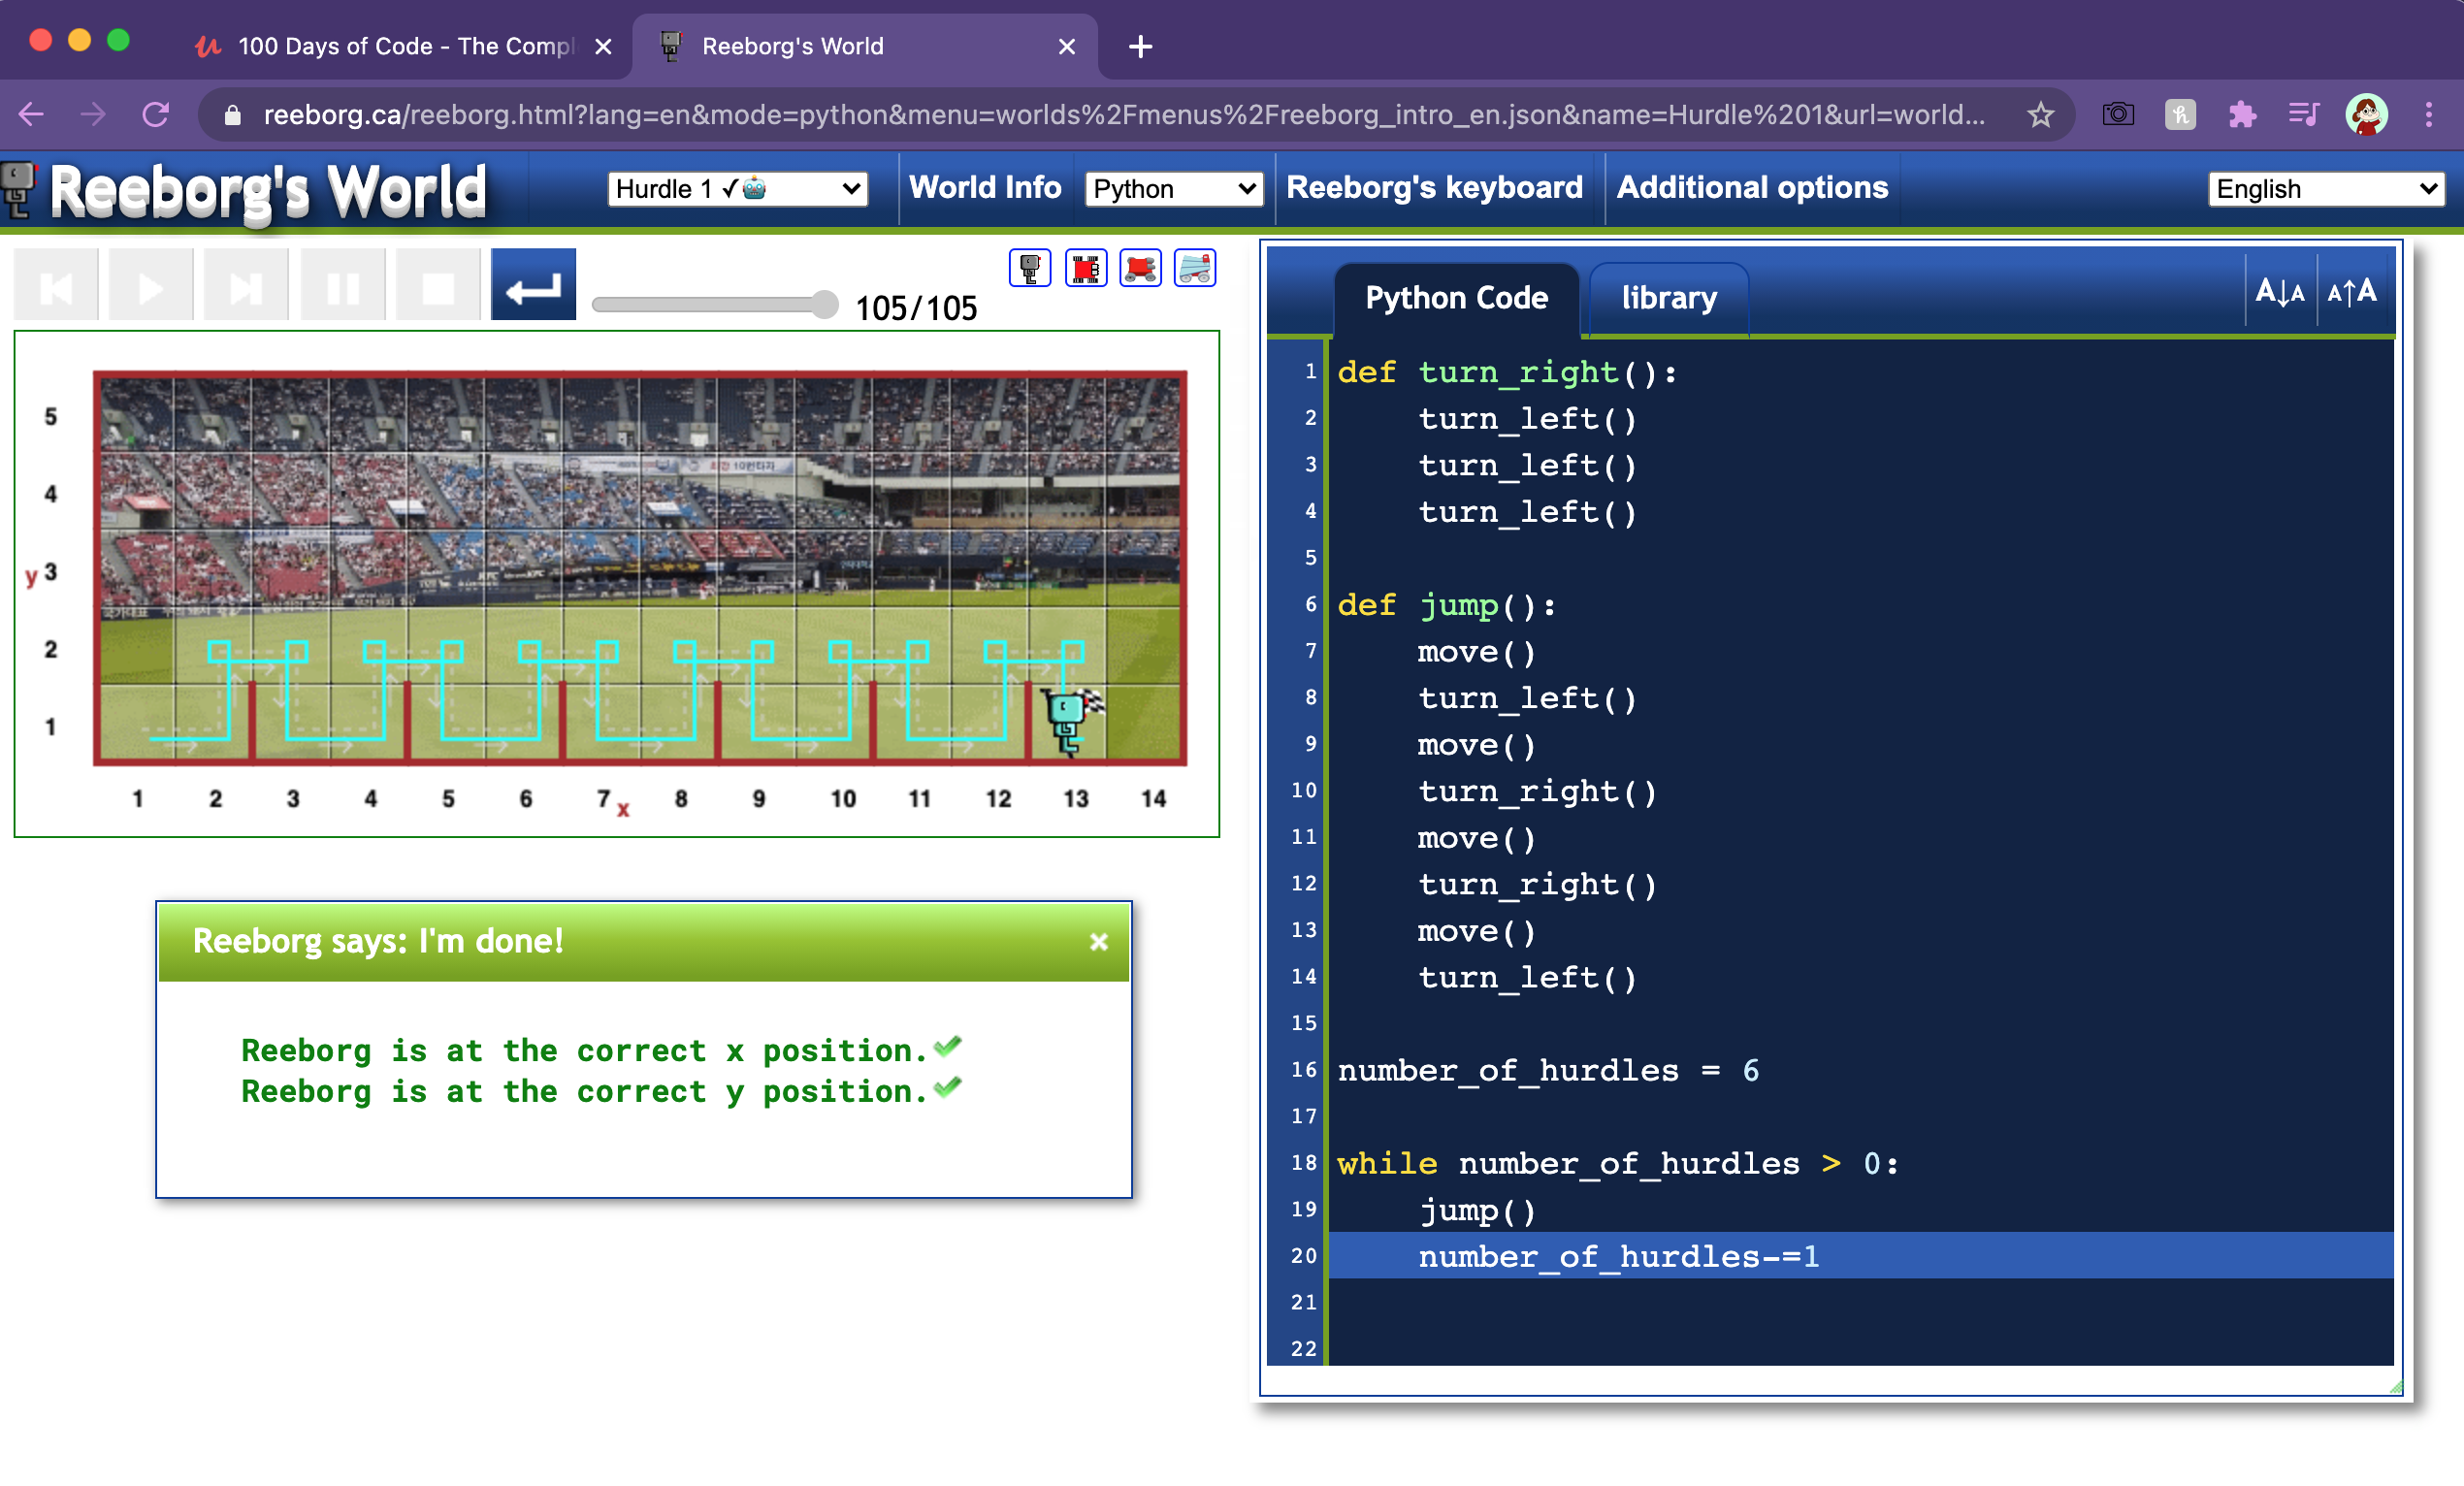 100 Days of Code - The Compl
Reeborg's World
reeborg.ca/reeborg.html?lang=en&mode=python&menu=worlds%2Fmenus%2Freeborg_intro_en.json&name=Hurdle%201&url=world...
Reeborg's World
Hurdle 1 ✓🤖
World Info
Python
Reeborg's keyboard
Additional options
English
105/105
5
4
y 3
2
1
1 2 3 4 5 6 7 x 8 9 10 11 12 13 14
Reeborg says: I'm done!
Reeborg is at the correct x position.✔
Reeborg is at the correct y position.✔
Python Code
library
A↓A
A↑A
1 def turn_right():
2     turn_left()
3     turn_left()
4     turn_left()
5
6 def jump():
7     move()
8     turn_left()
9     move()
10     turn_right()
11     move()
12     turn_right()
13     move()
14     turn_left()
15
16 number_of_hurdles = 6
17
18 while number_of_hurdles > 0:
19     jump()
20     number_of_hurdles-=1
21
22